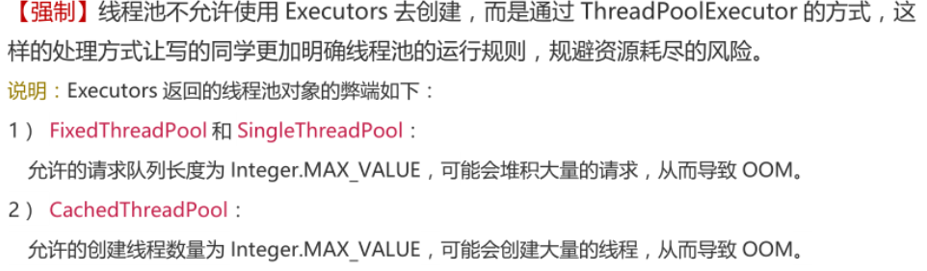 【强制】线程池不允许使用 Executors 去创建，而是通过 ThreadPoolExecutor 的方式，这
样的处理方式让写的同学更加明确线程池的运行规则，规避资源耗尽的风险。
说明：Executors 返回的线程池对象的弊端如下：
1） FixedThreadPool 和 SingleThreadPool：
允许的请求队列长度为 Integer.MAX_VALUE，可能会堆积大量的请求，从而导致 OOM。
2） CachedThreadPool：
允许的创建线程数量为 Integer.MAX_VALUE，可能会创建大量的线程，从而导致 OOM。